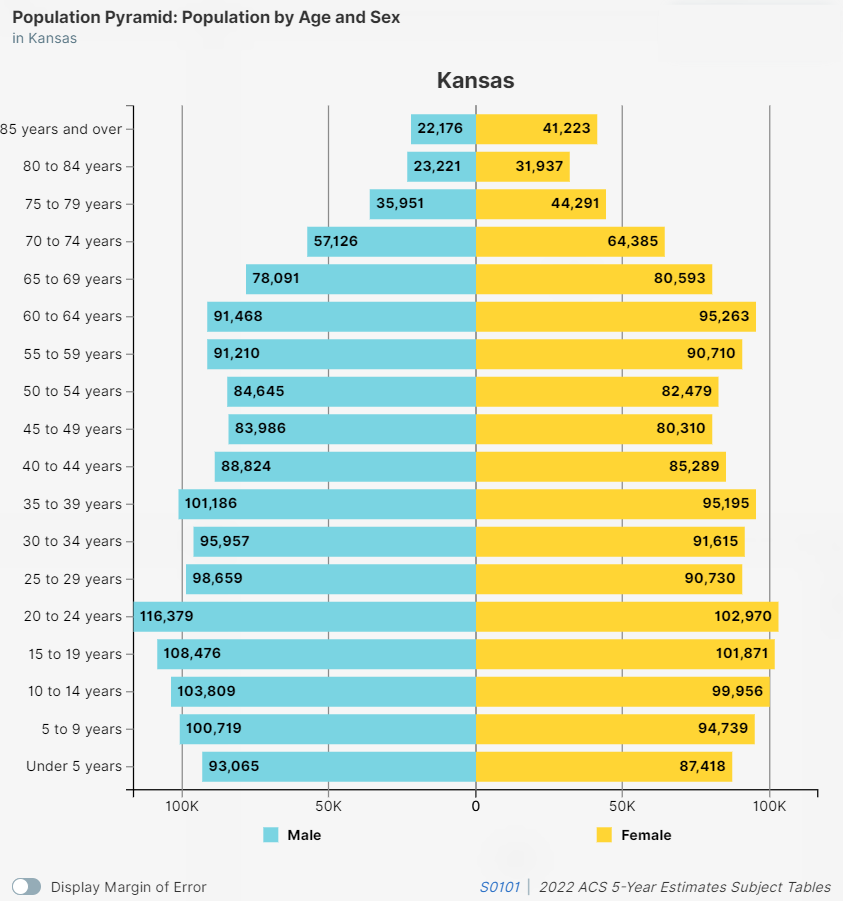 Population Pyramid: Population by Age and Sex
in Kansas
Kansas
85 years and over 22,176 41,223
80 to 84 years 23,221 31,937
75 to 79 years 35,951 44,291
70 to 74 years 57,126 64,385
65 to 69 years 78,091 80,593
60 to 64 years 91,468 95,263
55 to 59 years 91,210 90,710
50 to 54 years 84,645 82,479
45 to 49 years 83,986 80,310
40 to 44 years 88,824 85,289
35 to 39 years 101,186 95,195
30 to 34 years 95,957 91,615
25 to 29 years 98,659 90,730
20 to 24 years 116,379 102,970
15 to 19 years 108,476 101,871
10 to 14 years 103,809 99,956
5 to 9 years 100,719 94,739
Under 5 years 93,065 87,418
100K 50K 0 50K 100K
Male Female
Display Margin of Error S0101 | 2022 ACS 5-Year Estimates Subject Tables